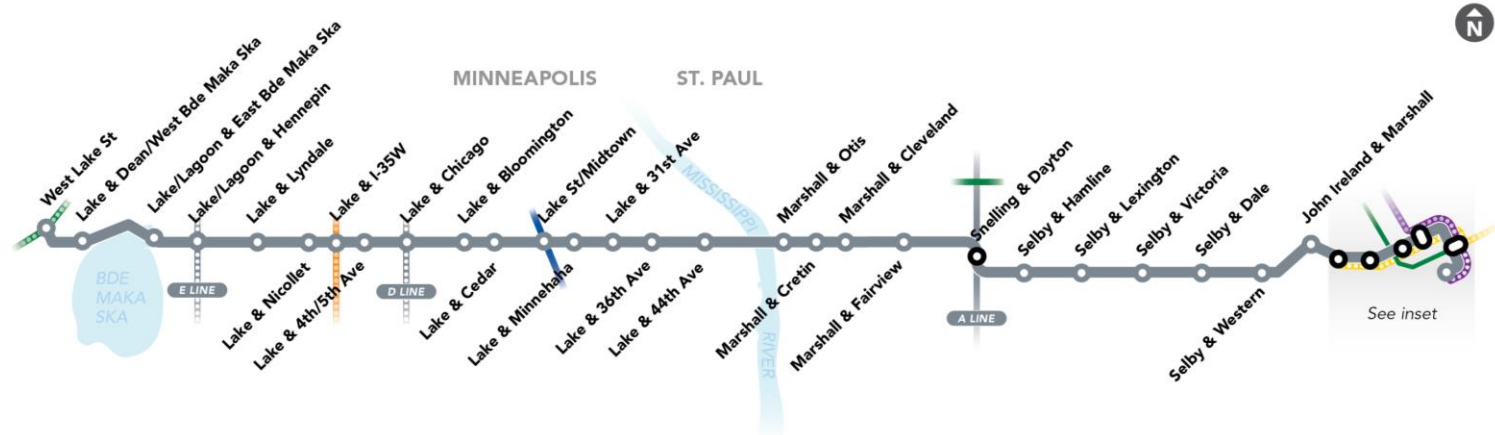 N
MINNEAPOLIS
ST. PAUL
West Lake St
Lake & Dean/West Bde Maka Ska
Lake/Lagoon & East Bde Maka Ska
Lake/Lagoon & Hennepin
Lake & Lyndale
Lake & Nicollet
Lake & I-35W
Lake & 4th/5th Ave
Lake & Chicago
Lake & Bloomington
Lake & Cedar
Lake St/Midtown
Lake & Minnehaha
Lake & 31st Ave
Lake & 36th Ave
Lake & 44th Ave
Marshall & Otis
Marshall & Cretin
Marshall & Cleveland
Marshall & Fairview
Snelling & Dayton
Selby & Hamline
Selby & Lexington
Selby & Victoria
Selby & Dale
Selby & Western
John Ireland & Marshall
BDE
MAKA
SKA
E LINE
D LINE
MISSISSIPPI
RIVER
A LINE
See inset